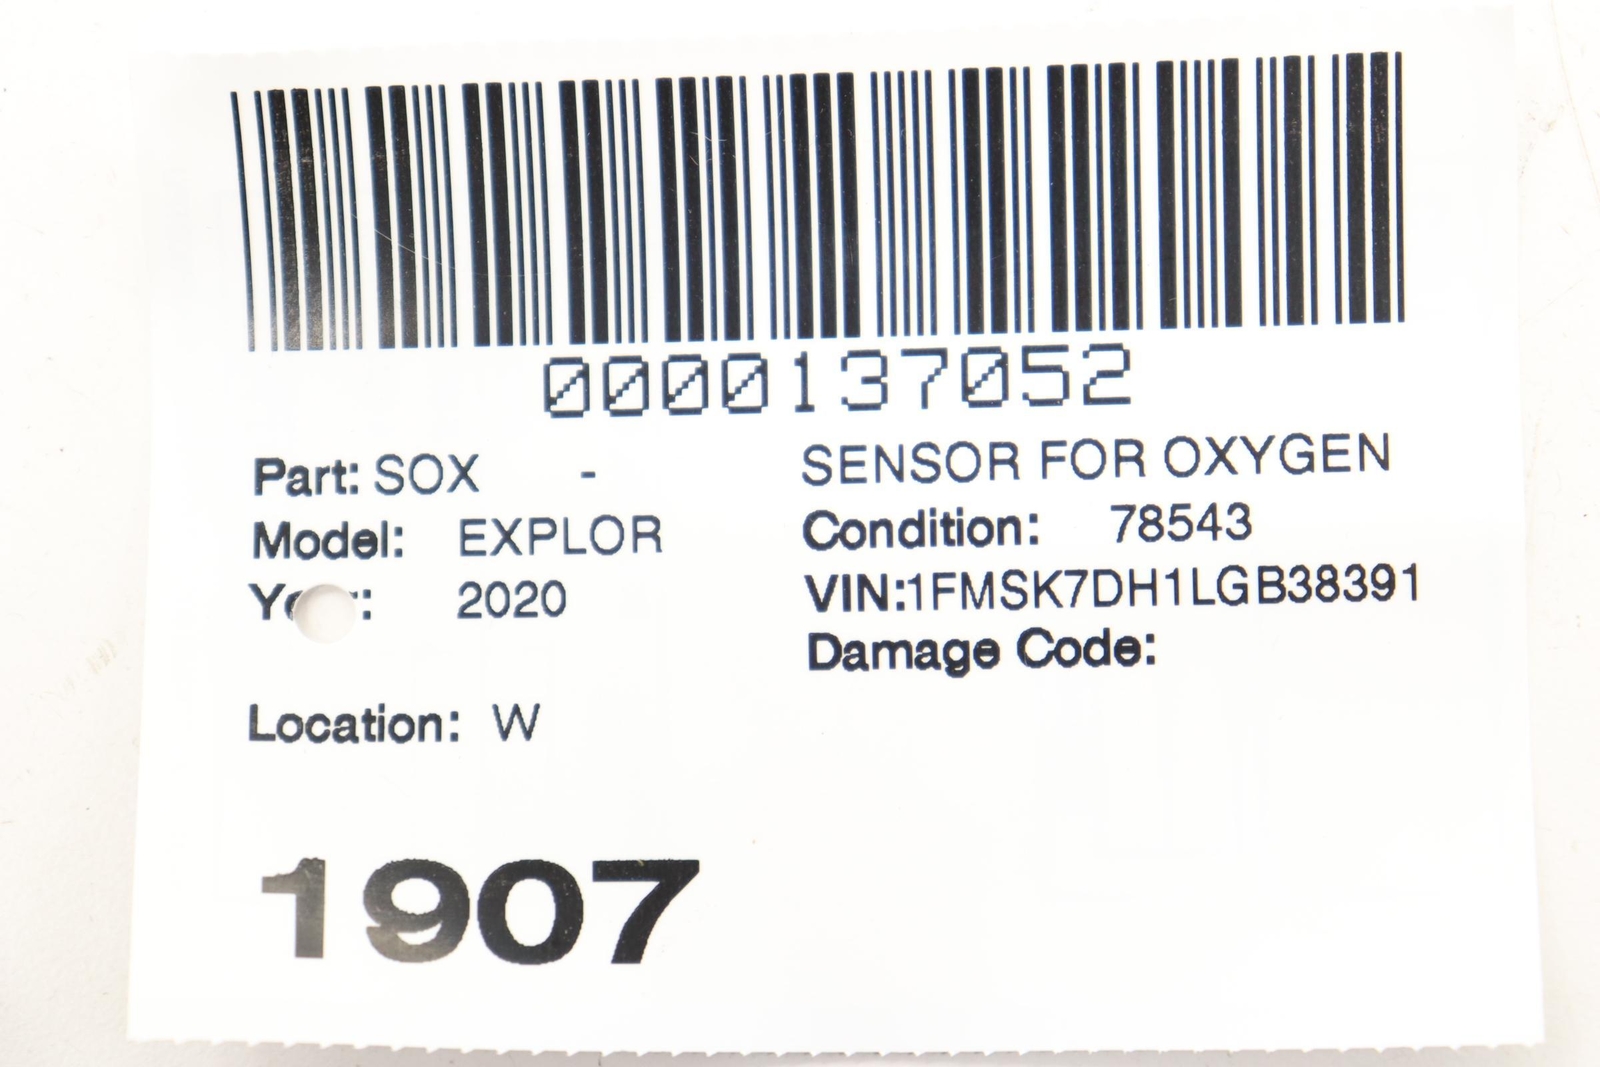 0000137052
Part: SOX - SENSOR FOR OXYGEN
Model: EXPLOR Condition: 78543
2020 VIN:1FMSK7DH1LGB38391
Damage Code:
Location: W
1907